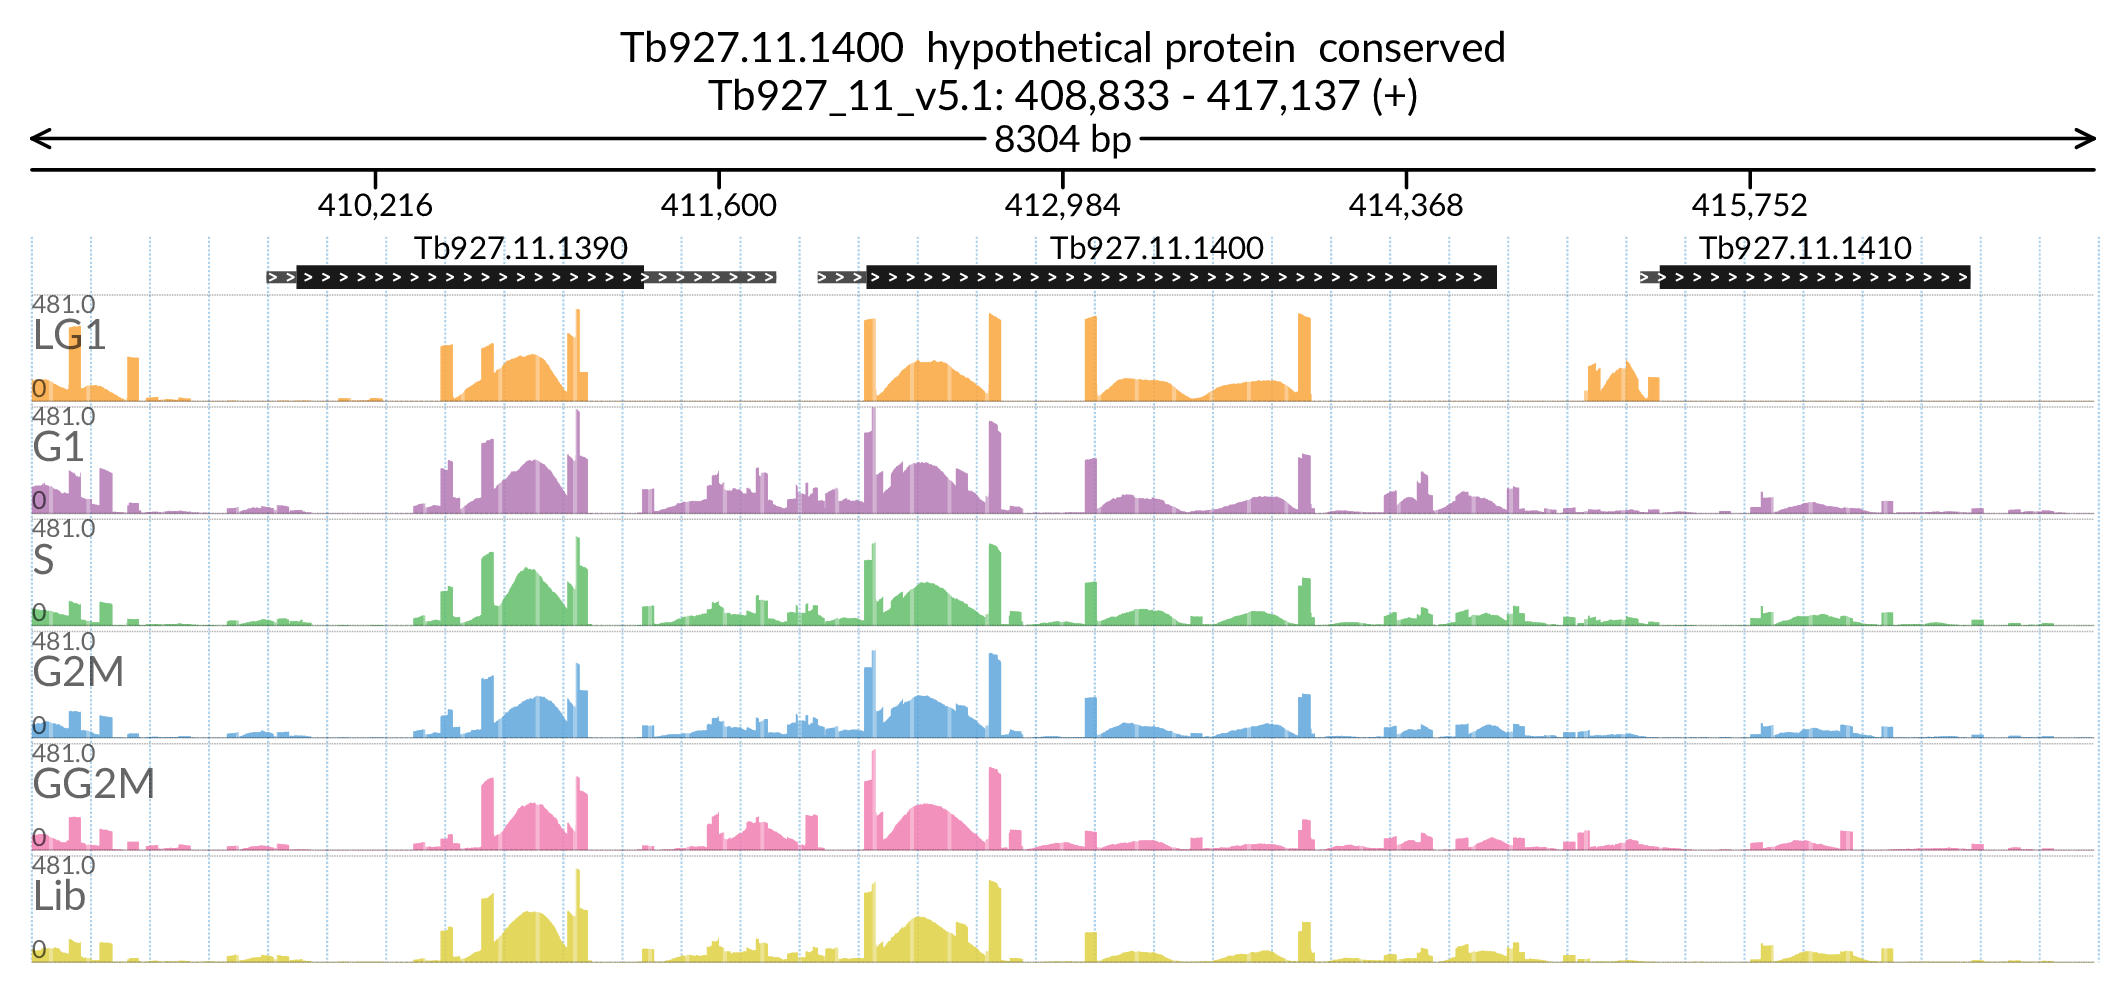 Tb927.11.1400  hypothetical protein  conserved
Tb927_11_v5.1: 408,833 - 417,137 (+)
8304 bp
410,216 411,600 412,984 414,368 415,752
Tb927.11.1390 Tb927.11.1400 Tb927.11.1410
481.0
LG1
0
481.0
G1
0
481.0
S
0
481.0
G2M
0
481.0
GG2M
0
481.0
Lib
0